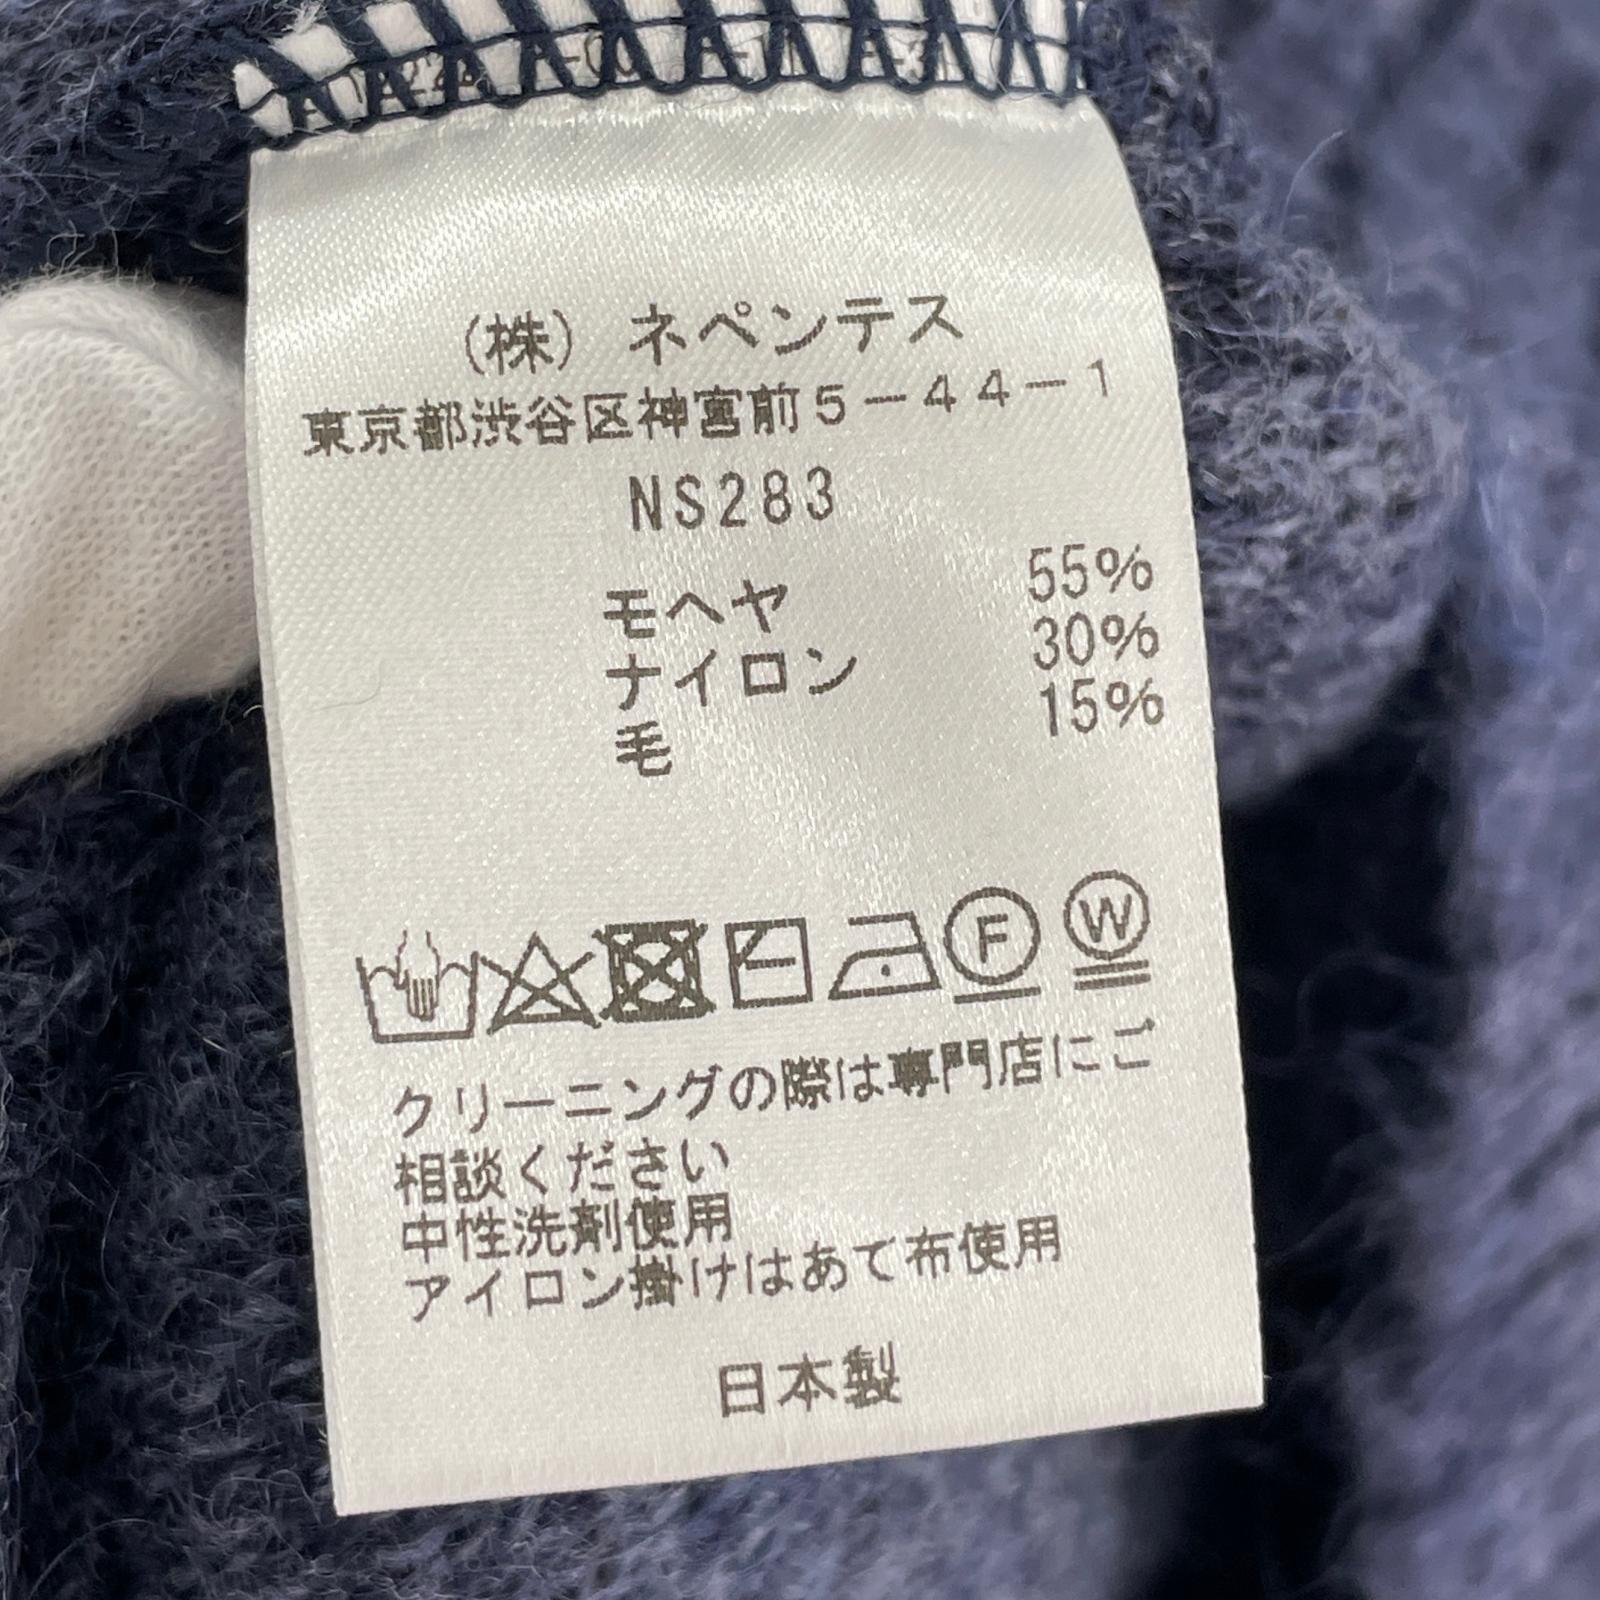 (株) ネペンテス
東京都渋谷区神宮前5-44-1
NS283
モヘヤ 55%
ナイロン 30%
毛 15%
F W
クリーニングの際は専門店にご
相談ください
中性洗剤使用
アイロン掛けはあて布使用
日本製